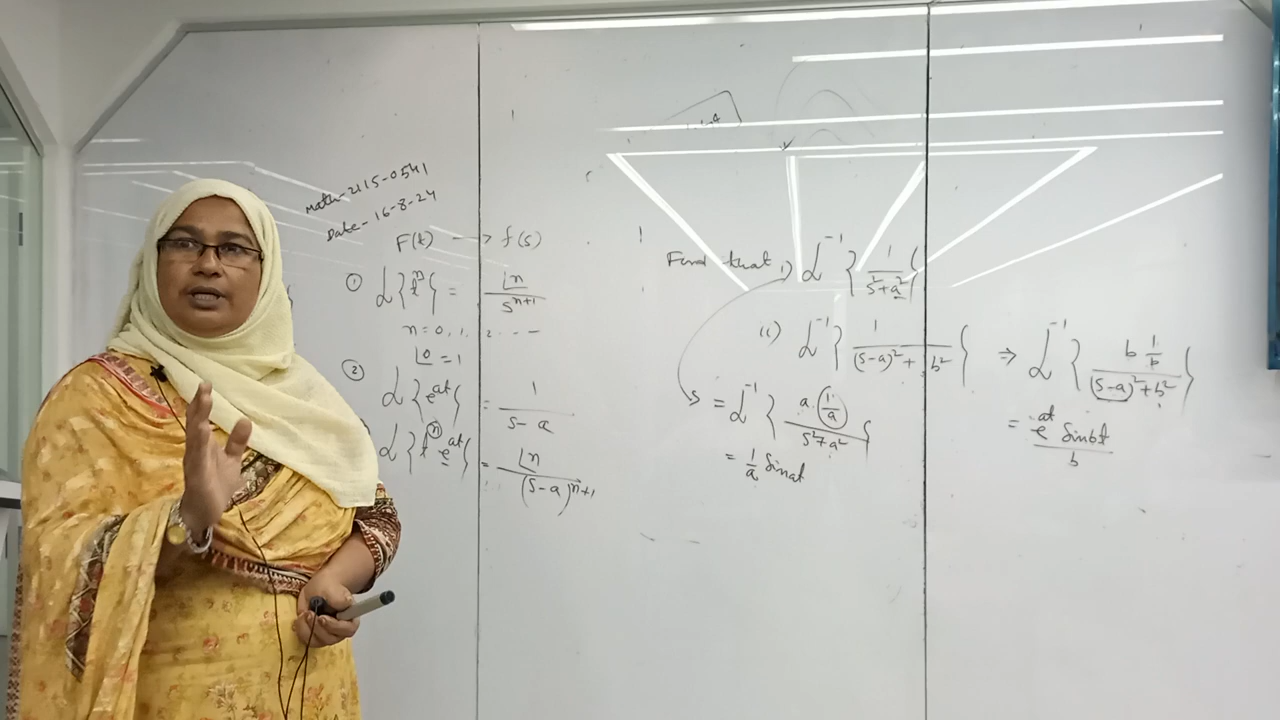 Math-2115-0541
Date- 16-8-24
F(t) → f(s)
① ℒ{tⁿ} = ⌊n / sⁿ⁺¹
n = 0, 1, 2 . - - -
⌊0 = 1
② ℒ{eᵃᵗ} = 1 / s-a
ℒ{tⁿ eᵃᵗ} = ⌊n / (s-a)ⁿ⁺¹
Find that i) ℒ⁻¹{1 / s²+a²}
ii) ℒ⁻¹{1 / (s-a)² + b²} ⇒ ℒ⁻¹{b 1/b / (s-a)²+b²}
= eᵃᵗ Sinbt / b
= ℒ⁻¹{a.(1/a) / s²+a²}
= 1/a Sinat